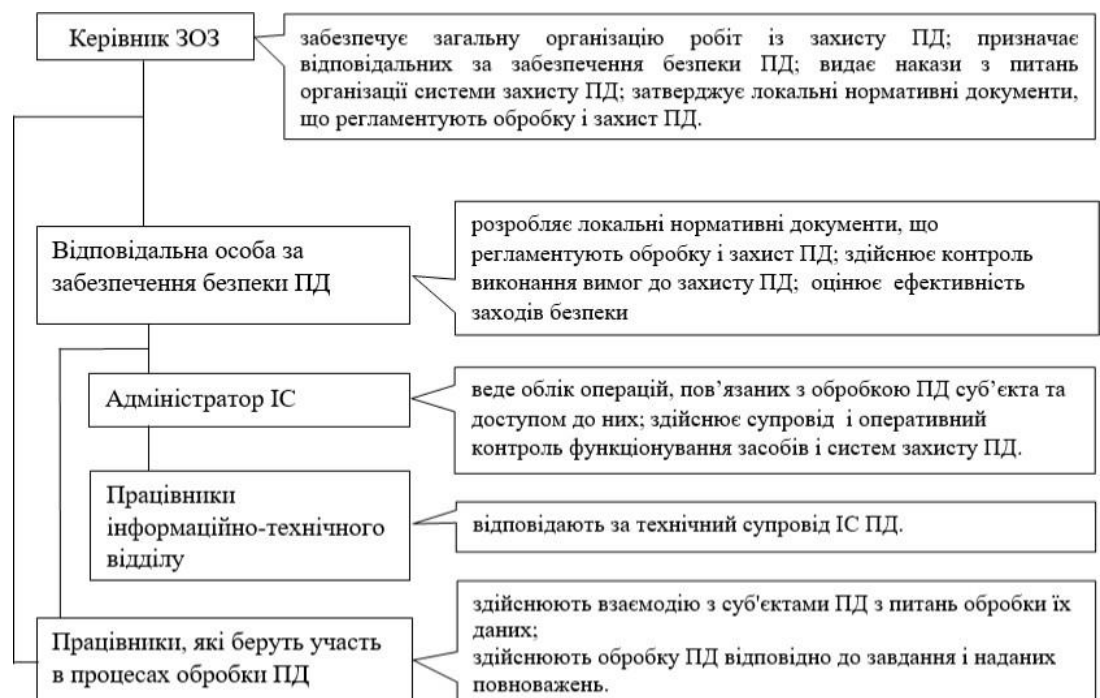 Керівник ЗОЗ
забезпечує загальну організацію робіт із захисту ПД; призначає
відповідальних за забезпечення безпеки ПД; видає накази з питань
організації системи захисту ПД; затверджує локальні нормативні документи,
що регламентують обробку і захист ПД.
Відповідальна особа за
забезпечення безпеки ПД
розробляє локальні нормативні документи, що
регламентують обробку і захист ПД; здійснює контроль
виконання вимог до захисту ПД; оцінює ефективність
заходів безпеки
Адміністратор ІС
веде облік операцій, пов’язаних з обробкою ПД суб’єкта та
доступом до них; здійснює супровід і оперативний
контроль функціонування засобів і систем захисту ПД.
Працівники
інформаційно-технічного
відділу
відповідають за технічний супровід ІС ПД.
Працівники, які беруть участь
в процесах обробки ПД
здійснюють взаємодію з суб'єктами ПД з питань обробки їх
даних;
здійснюють обробку ПД відповідно до завдання і наданих
повноважень.